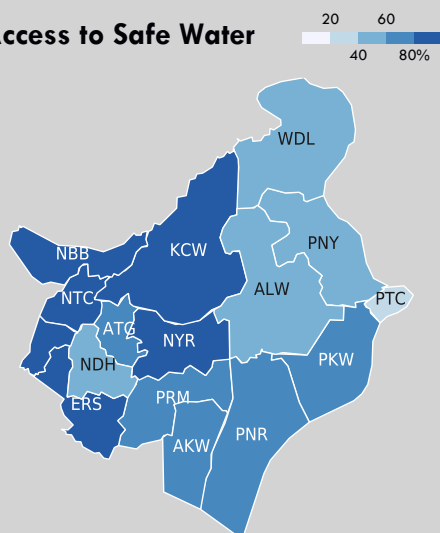 ccess to Safe Water
20 60
40 80%
WDL
PNY
KCW
NBB
ALW
PTC
NTC
ATG
NYR
PKW
NDH
PRM
ERS
PNR
AKW